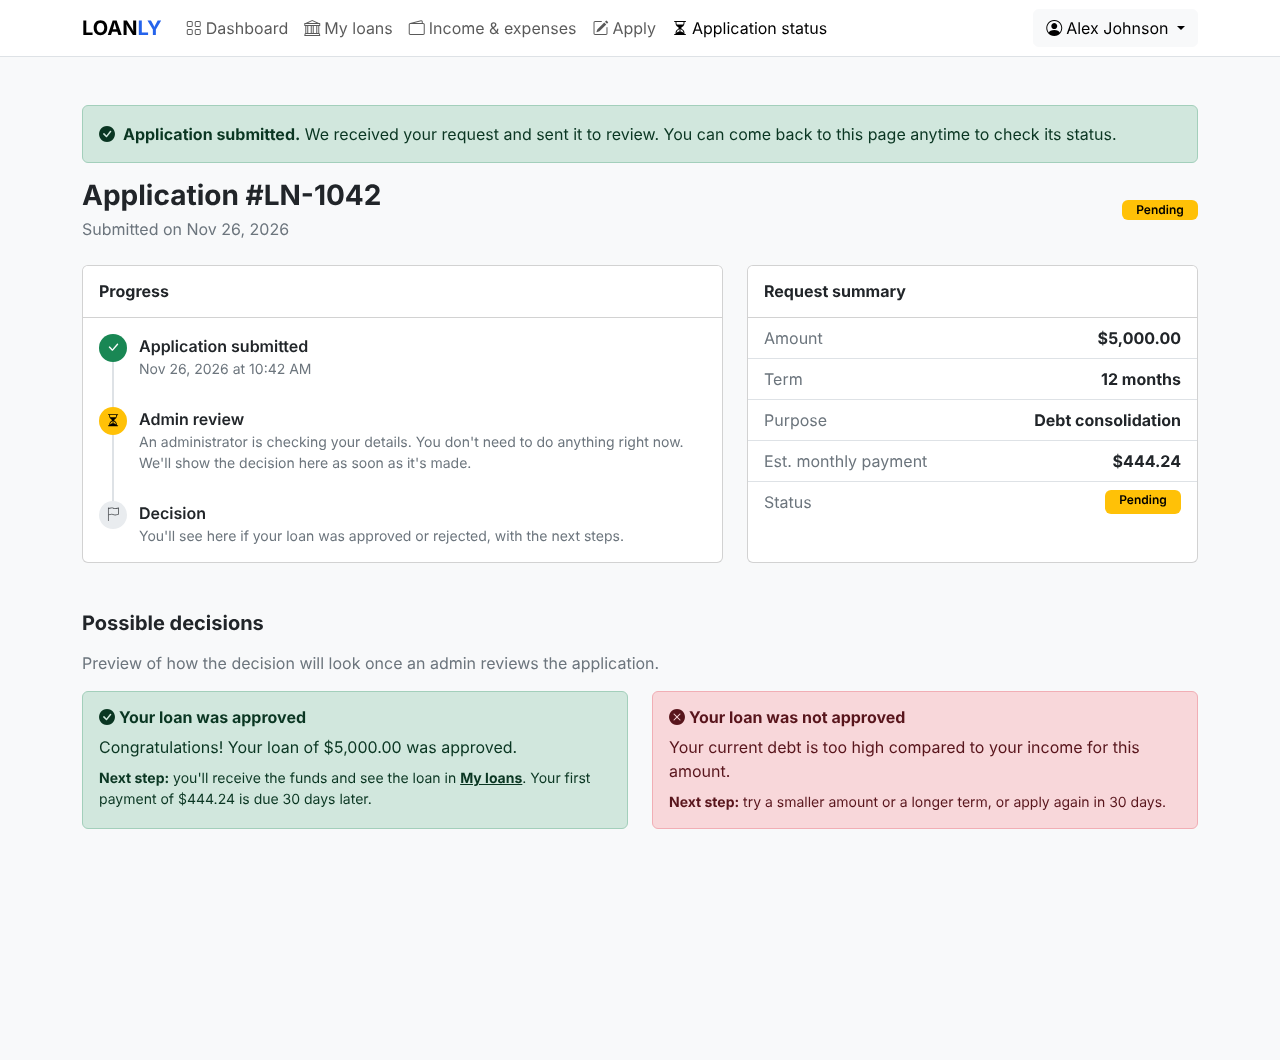 LOANLY Dashboard My loans Income & expenses Apply Application status Alex Johnson
Application submitted. We received your request and sent it to review. You can come back to this page anytime to check its status.
Application #LN-1042
Submitted on Nov 26, 2026
Pending
Progress
Application submitted
Nov 26, 2026 at 10:42 AM
Admin review
An administrator is checking your details. You don't need to do anything right now.
We'll show the decision here as soon as it's made.
Decision
You'll see here if your loan was approved or rejected, with the next steps.
Request summary
Amount $5,000.00
Term 12 months
Purpose Debt consolidation
Est. monthly payment $444.24
Status Pending
Possible decisions
Preview of how the decision will look once an admin reviews the application.
Your loan was approved
Congratulations! Your loan of $5,000.00 was approved.
Next step: you'll receive the funds and see the loan in My loans. Your first
payment of $444.24 is due 30 days later.
Your loan was not approved
Your current debt is too high compared to your income for this
amount.
Next step: try a smaller amount or a longer term, or apply again in 30 days.